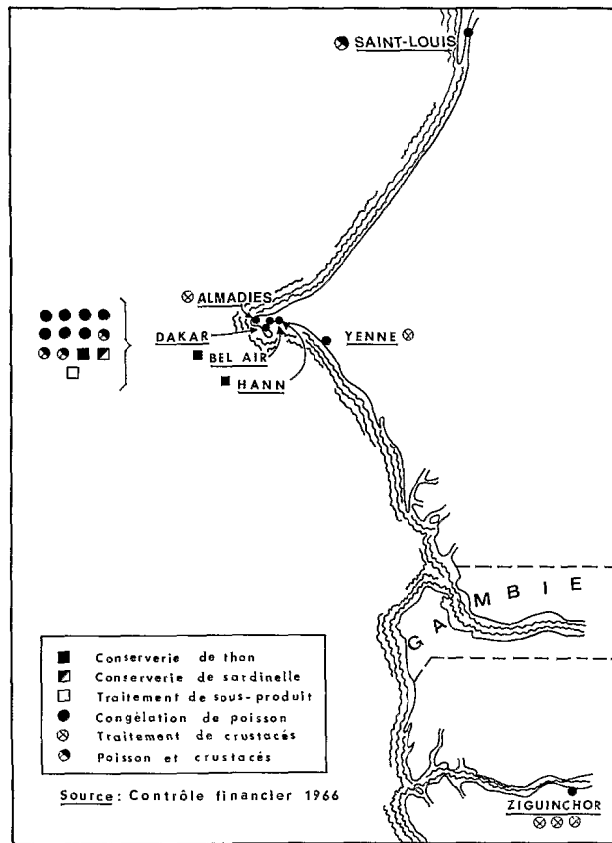 SAINT-LOUIS
ALMADIES
DAKAR
YENNE
BEL AIR
HANN
GAMBIE
Conserverie de thon
Conserverie de sardinelle
Traitement de sous-produit
Congélation de poisson
Traitement de crustacés
Poisson et crustacés
Source: Contrôle financier 1966
ZIGUINCHOR